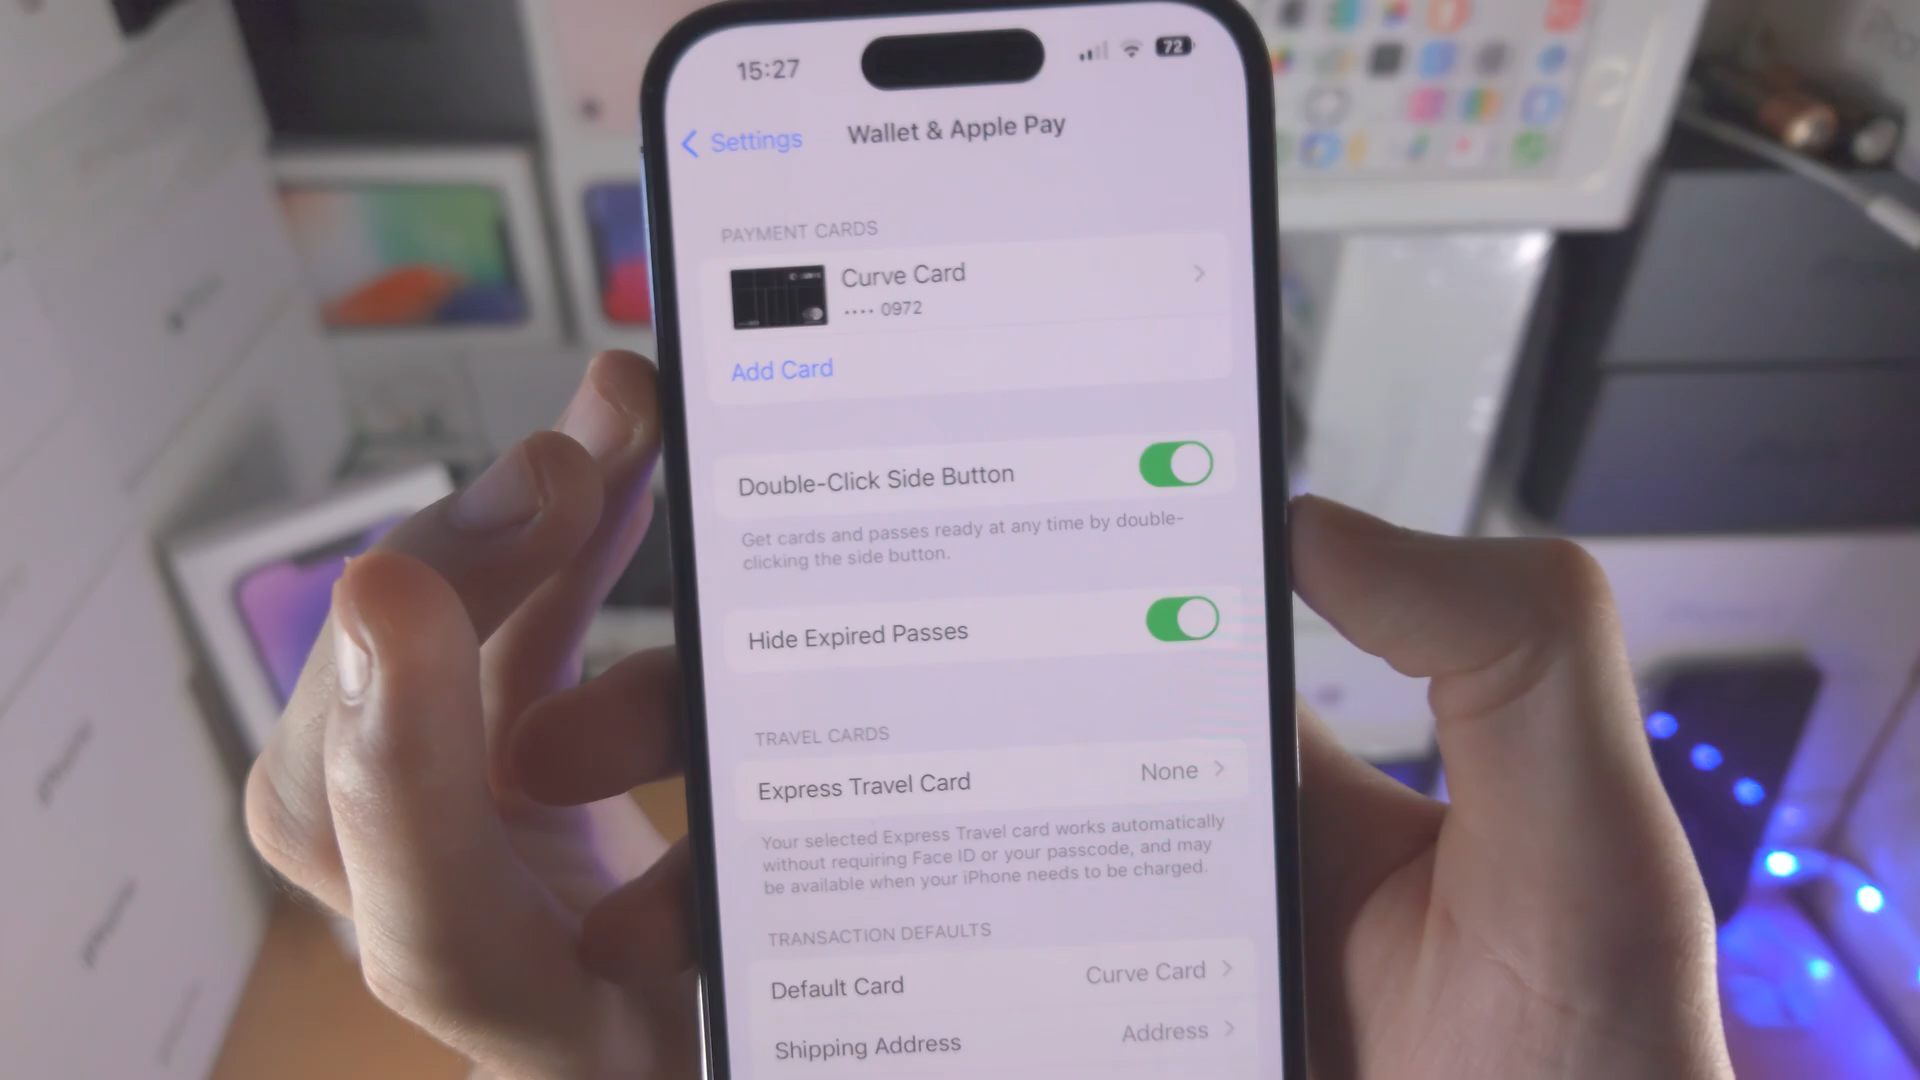 15:27
72
Settings
Wallet & Apple Pay
PAYMENT CARDS
Curve Card
•••• 0972
Add Card
Double-Click Side Button
Get cards and passes ready at any time by double-
clicking the side button.
Hide Expired Passes
TRAVEL CARDS
Express Travel Card
None
Your selected Express Travel card works automatically
without requiring Face ID or your passcode, and may
be available when your iPhone needs to be charged.
TRANSACTION DEFAULTS
Default Card
Curve Card
Shipping Address
Address
iPhone
iPhone